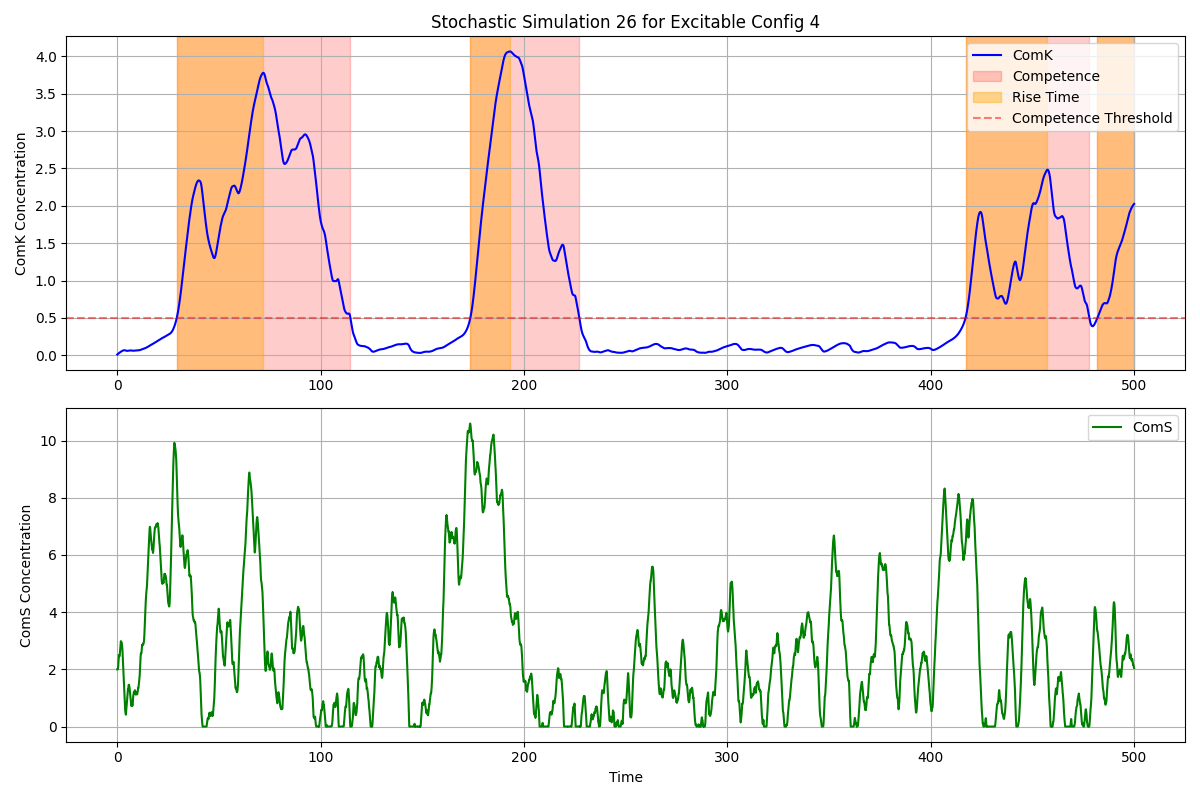 Stochastic Simulation 26 for Excitable Config 4
ComK Concentration
4.0
3.5
3.0
2.5
2.0
1.5
1.0
0.5
0.0
ComK
Competence
Rise Time
Competence Threshold
0 100 200 300 400 500
ComS Concentration
10
8
6
4
2
0
ComS
0 100 200 300 400 500
Time